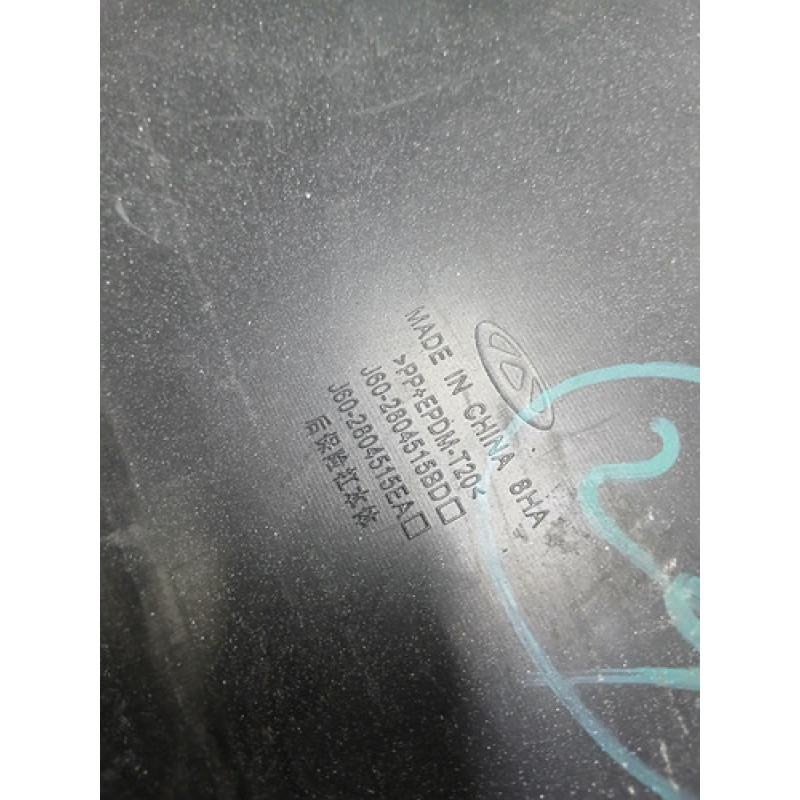 MADE IN CHINA 8HA
>PP+EPDM-T20<
J60-2804515BD□
J60-2804515EA□
后保险杠本体